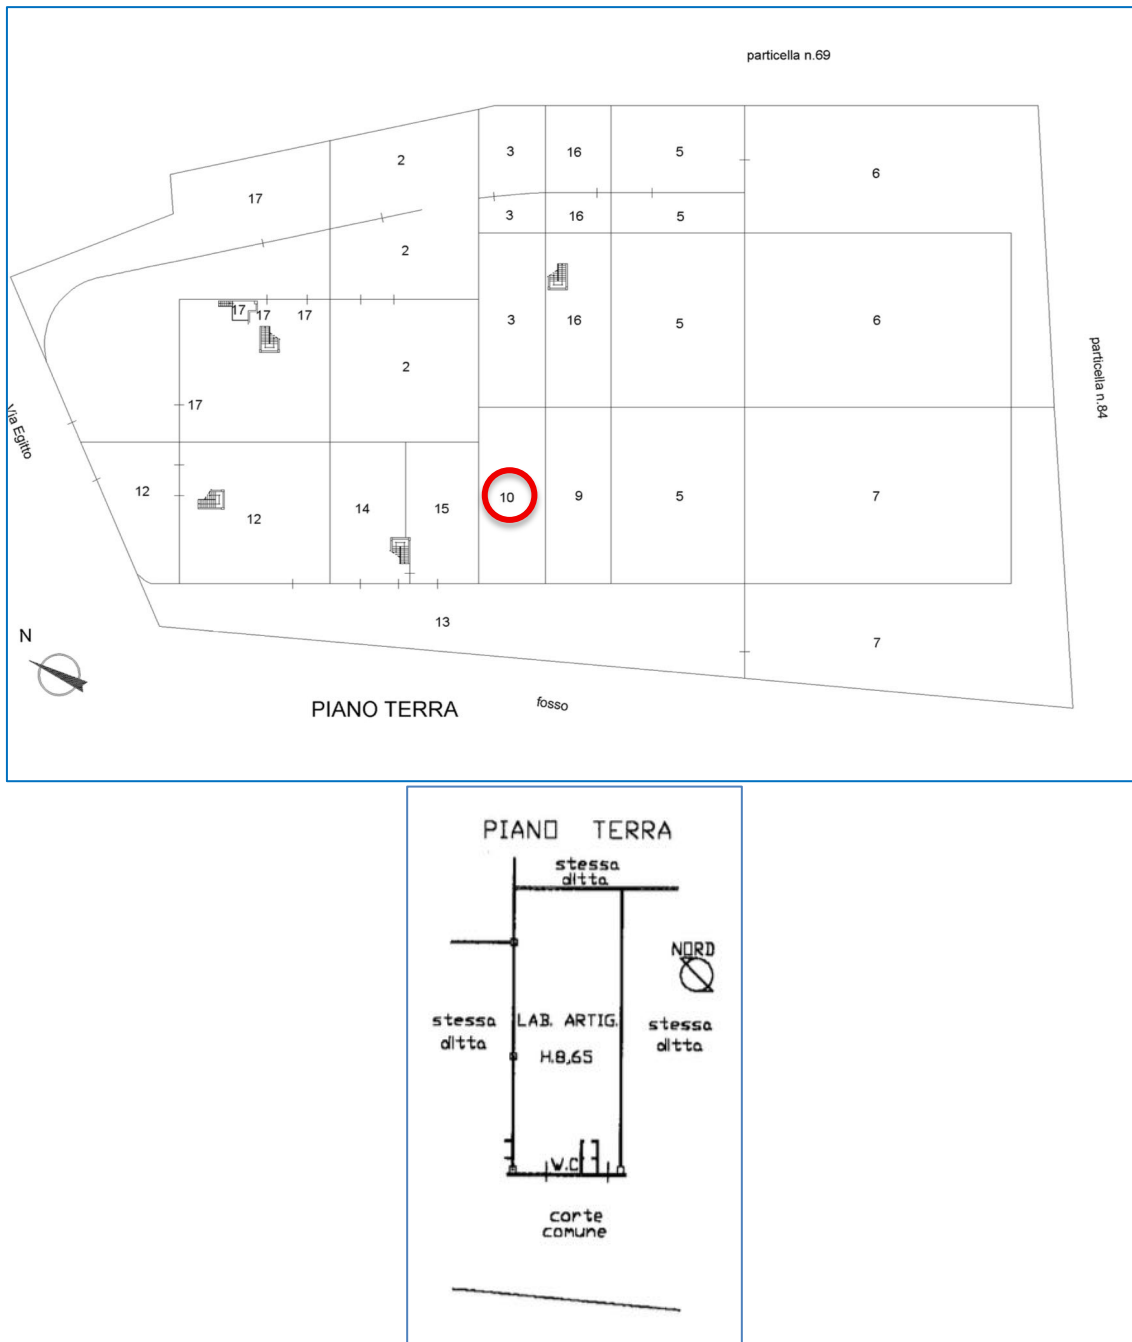 particella n.69
2
3
16
5
6
17
3
16
5
2
17
17
17
3
16
5
6
2
particella n.84
17
Via Egitto
12
12
14
15
10
9
5
7
13
7
N
PIANO TERRA
fosso
PIANO TERRA
stessa
ditta
NORD
stessa
ditta
LAB. ARTIG.
H.8,65
stessa
ditta
W.C
corte
comune